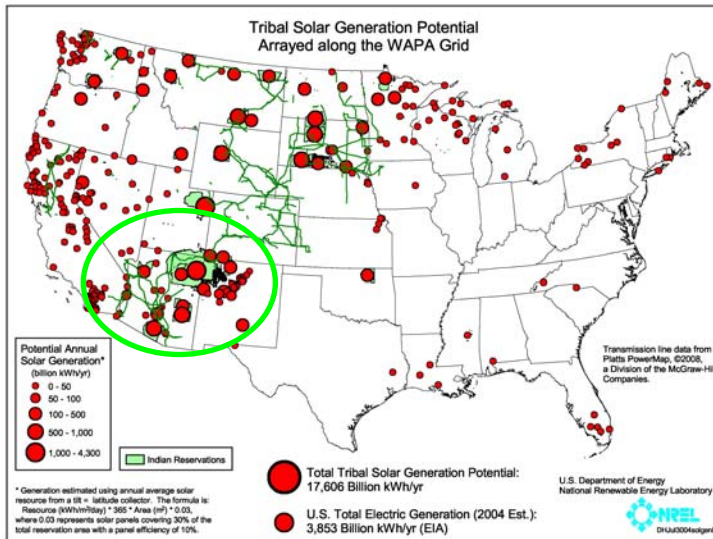 Tribal Solar Generation Potential
Arrayed along the WAPA Grid
Transmission line data from
Platts PowerMap, ©2008,
a Division of the McGraw-Hil
Companies.
Potential Annual
Solar Generation*
(billion kWh/yr)
0 - 50
50 - 100
100 - 500
500 - 1,000
1,000 - 4,300
Indian Reservations
* Generation estimated using annual average solar
resource from a tilt = latitude collector. The formula is:
Resource (kWh/m²/day) * 365 * Area (m²) * 0.03,
where 0.03 represents solar panels covering 30% of the
total reservation area with a panel efficiency of 10%.
Total Tribal Solar Generation Potential:
17,606 Billion kWh/yr
U.S. Total Electric Generation (2004 Est.):
3,853 Billion kWh/yr (EIA)
U.S. Department of Energy
National Renewable Energy Laboratory
NREL